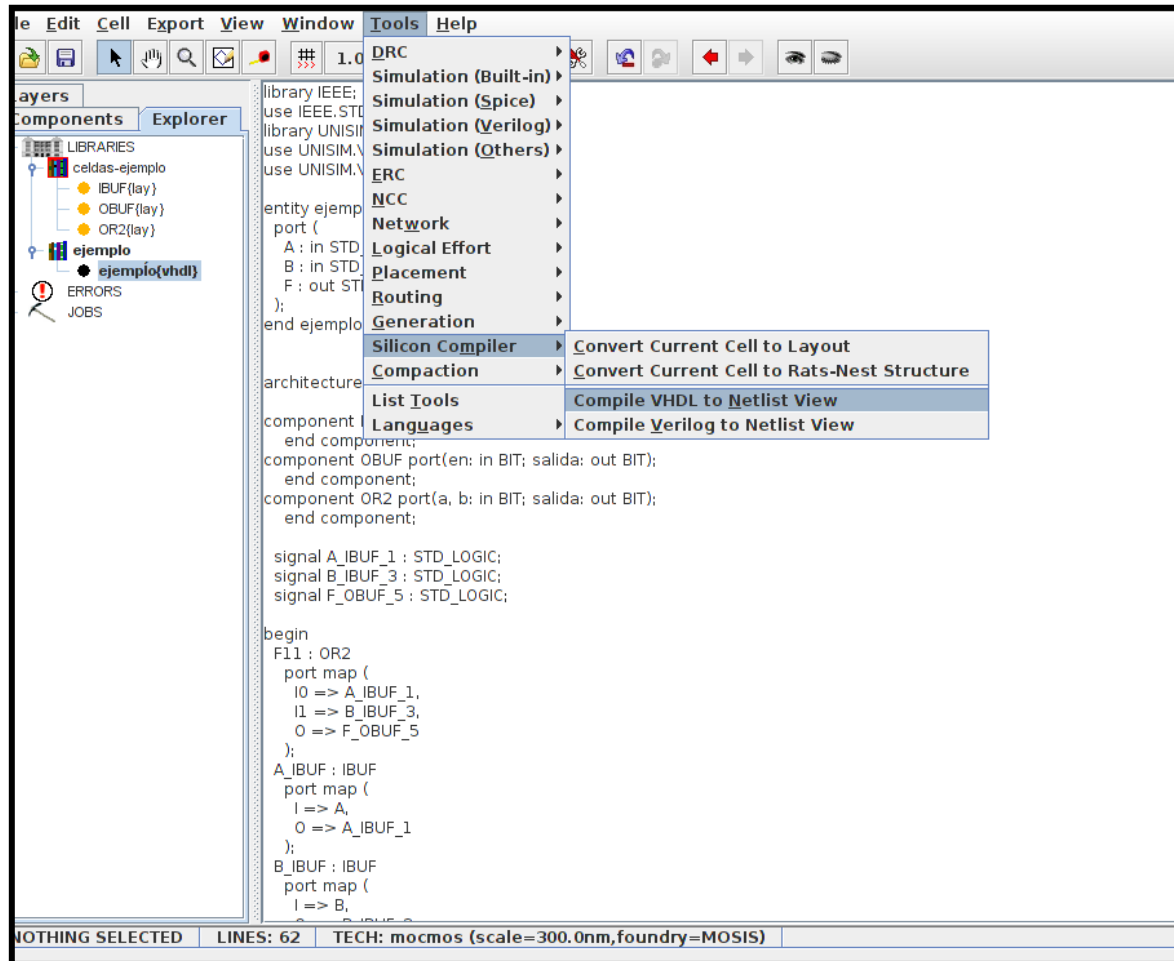 le Edit Cell Export View Window Tools Help
1.0
ayers
Components Explorer
LIBRARIES
celdas-ejemplo
IBUF{lay}
OBUF{lay}
OR2{lay}
ejemplo
ejemplo{vhdl}
ERRORS
JOBS
DRC
Simulation (Built-in)
Simulation (Spice)
Simulation (Verilog)
Simulation (Others)
ERC
NCC
Network
Logical Effort
Placement
Routing
Generation
Silicon Compiler
Compaction
List Tools
Languages
Convert Current Cell to Layout
Convert Current Cell to Rats-Nest Structure
Compile VHDL to Netlist View
Compile Verilog to Netlist View
library IEEE;
use IEEE.STD
library UNISIM
use UNISIM.V
use UNISIM.V
entity ejemp
port (
A : in STD_
B : in STD_
F : out STD
);
end ejemplo
architecture
component
end component;
component OBUF port(en: in BIT; salida: out BIT);
end component;
component OR2 port(a, b: in BIT; salida: out BIT);
end component;
signal A_IBUF_1 : STD_LOGIC;
signal B_IBUF_3 : STD_LOGIC;
signal F_OBUF_5 : STD_LOGIC;
begin
F11 : OR2
port map (
I0 => A_IBUF_1,
I1 => B_IBUF_3,
O => F_OBUF_5
);
A_IBUF : IBUF
port map (
I => A,
O => A_IBUF_1
);
B_IBUF : IBUF
port map (
I => B,
NOTHING SELECTED LINES: 62 TECH: mocmos (scale=300.0nm,foundry=MOSIS)